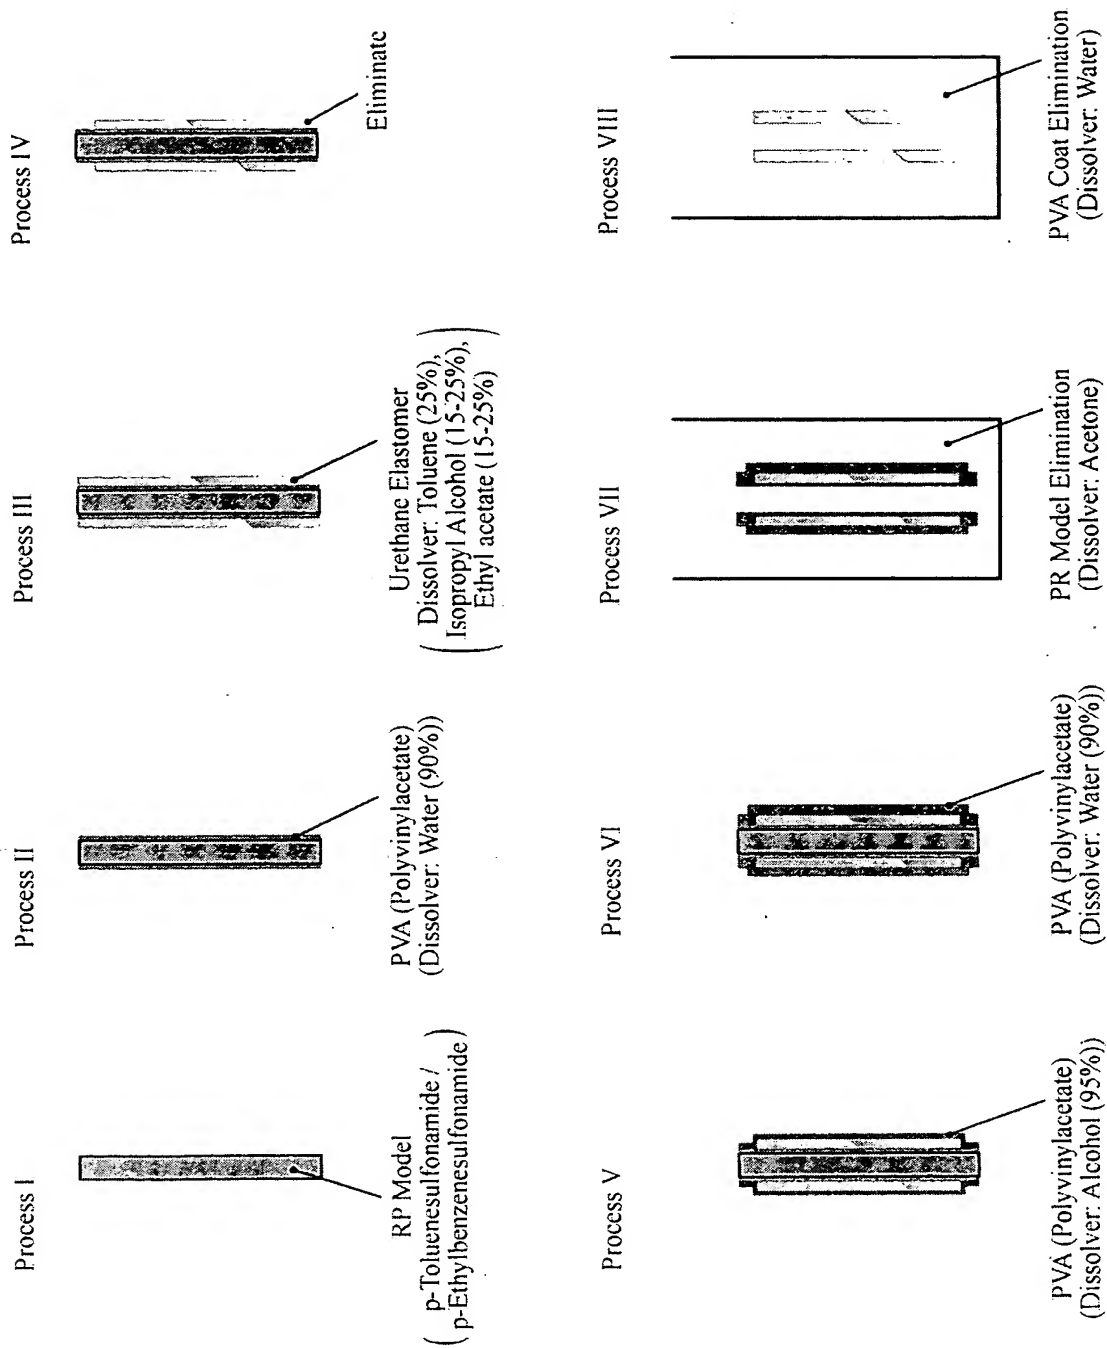 Process I
RP Model
( p-Toluenesulfonamide /
p-Ethylbenzenesulfonamide )
Process II
PVA (Polyvinylacetate)
(Dissolver: Water (90%))
Process III
Urethane Elastomer
( Dissolver: Toluene (25%),
Isopropyl Alcohol (15-25%),
Ethyl acetate (15-25%) )
Process IV
Eliminate
Process V
PVA (Polyvinylacetate)
(Dissolver: Alcohol (95%))
Process VI
PVA (Polyvinylacetate)
(Dissolver: Water (90%))
Process VII
PR Model Elimination
(Dissolver: Acetone)
Process VIII
PVA Coat Elimination
(Dissolver: Water)